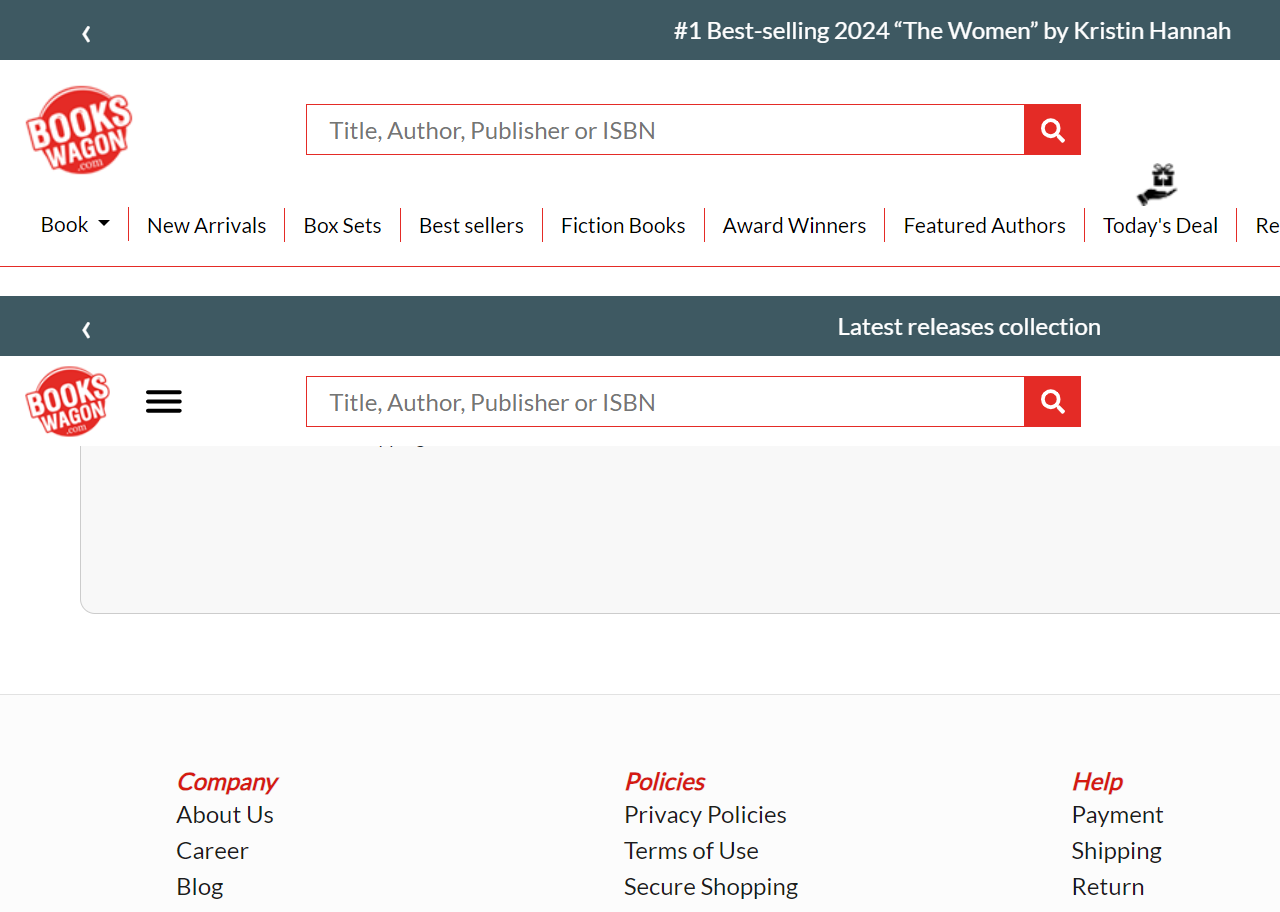 ‹
#1 Best-selling 2024 “The Women” by Kristin Hannah
BOOKS
WAGON
.com
Title, Author, Publisher or ISBN
Book
New Arrivals
Box Sets
Best sellers
Fiction Books
Award Winners
Featured Authors
Today's Deal
Re
‹
Latest releases collection
BOOKS
WAGON
.com
Title, Author, Publisher or ISBN
Company
About Us
Career
Blog
Policies
Privacy Policies
Terms of Use
Secure Shopping
Help
Payment
Shipping
Return